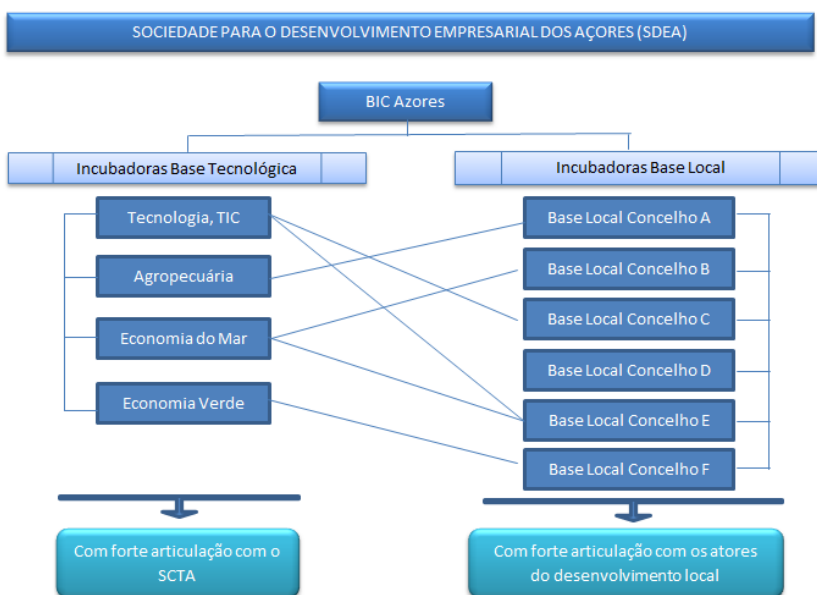 SOCIEDADE PARA O DESENVOLVIMENTO EMPRESARIAL DOS AÇORES (SDEA)
BIC Azores
Incubadoras Base Tecnológica
Incubadoras Base Local
Tecnologia, TIC
Agropecuária
Economia do Mar
Economia Verde
Base Local Concelho A
Base Local Concelho B
Base Local Concelho C
Base Local Concelho D
Base Local Concelho E
Base Local Concelho F
Com forte articulação com o
SCTA
Com forte articulação com os atores
do desenvolvimento local